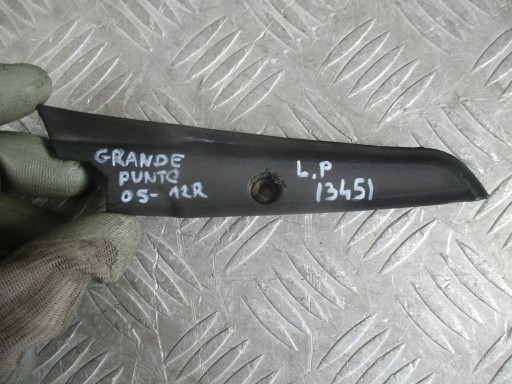 GRANDE
PUNTO
05-12R
L.P
13451